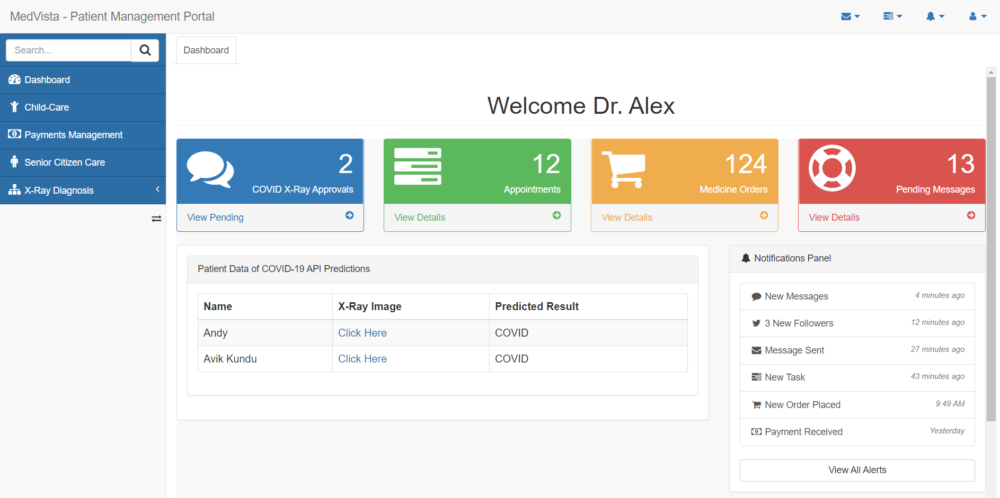 MedVista - Patient Management Portal
Search...
Dashboard
Child-Care
Payments Management
Senior Citizen Care
X-Ray Diagnosis
Dashboard
Welcome Dr. Alex
2
COVID X-Ray Approvals
View Pending
12
Appointments
View Details
124
Medicine Orders
View Details
13
Pending Messages
View Details
Patient Data of COVID-19 API Predictions
Name X-Ray Image Predicted Result
Andy Click Here COVID
Avik Kundu Click Here COVID
Notifications Panel
New Messages 4 minutes ago
3 New Followers 12 minutes ago
Message Sent 27 minutes ago
New Task 43 minutes ago
New Order Placed 9:49 AM
Payment Received Yesterday
View All Alerts